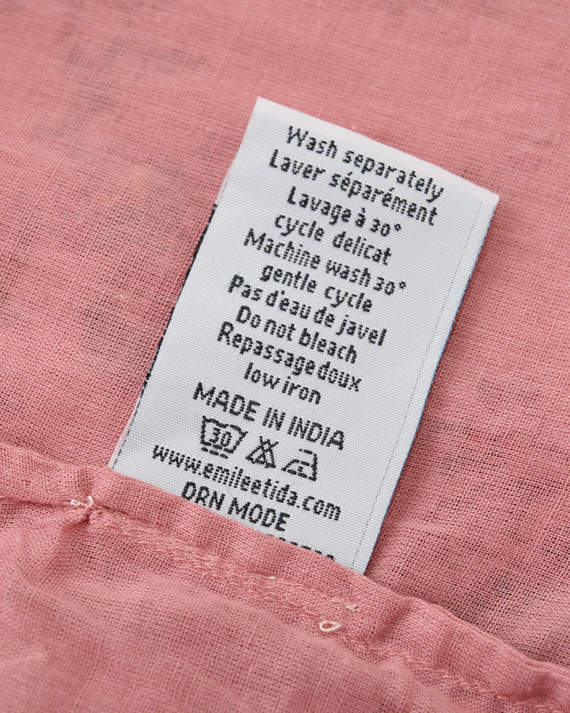 Wash separately
Laver séparément
Lavage à 30°
cycle délicat
Machine wash 30°
gentle cycle
Pas d'eau de javel
Do not bleach
Repassage doux
low iron
MADE IN INDIA
30
www.emileetida.com
DRN MODE